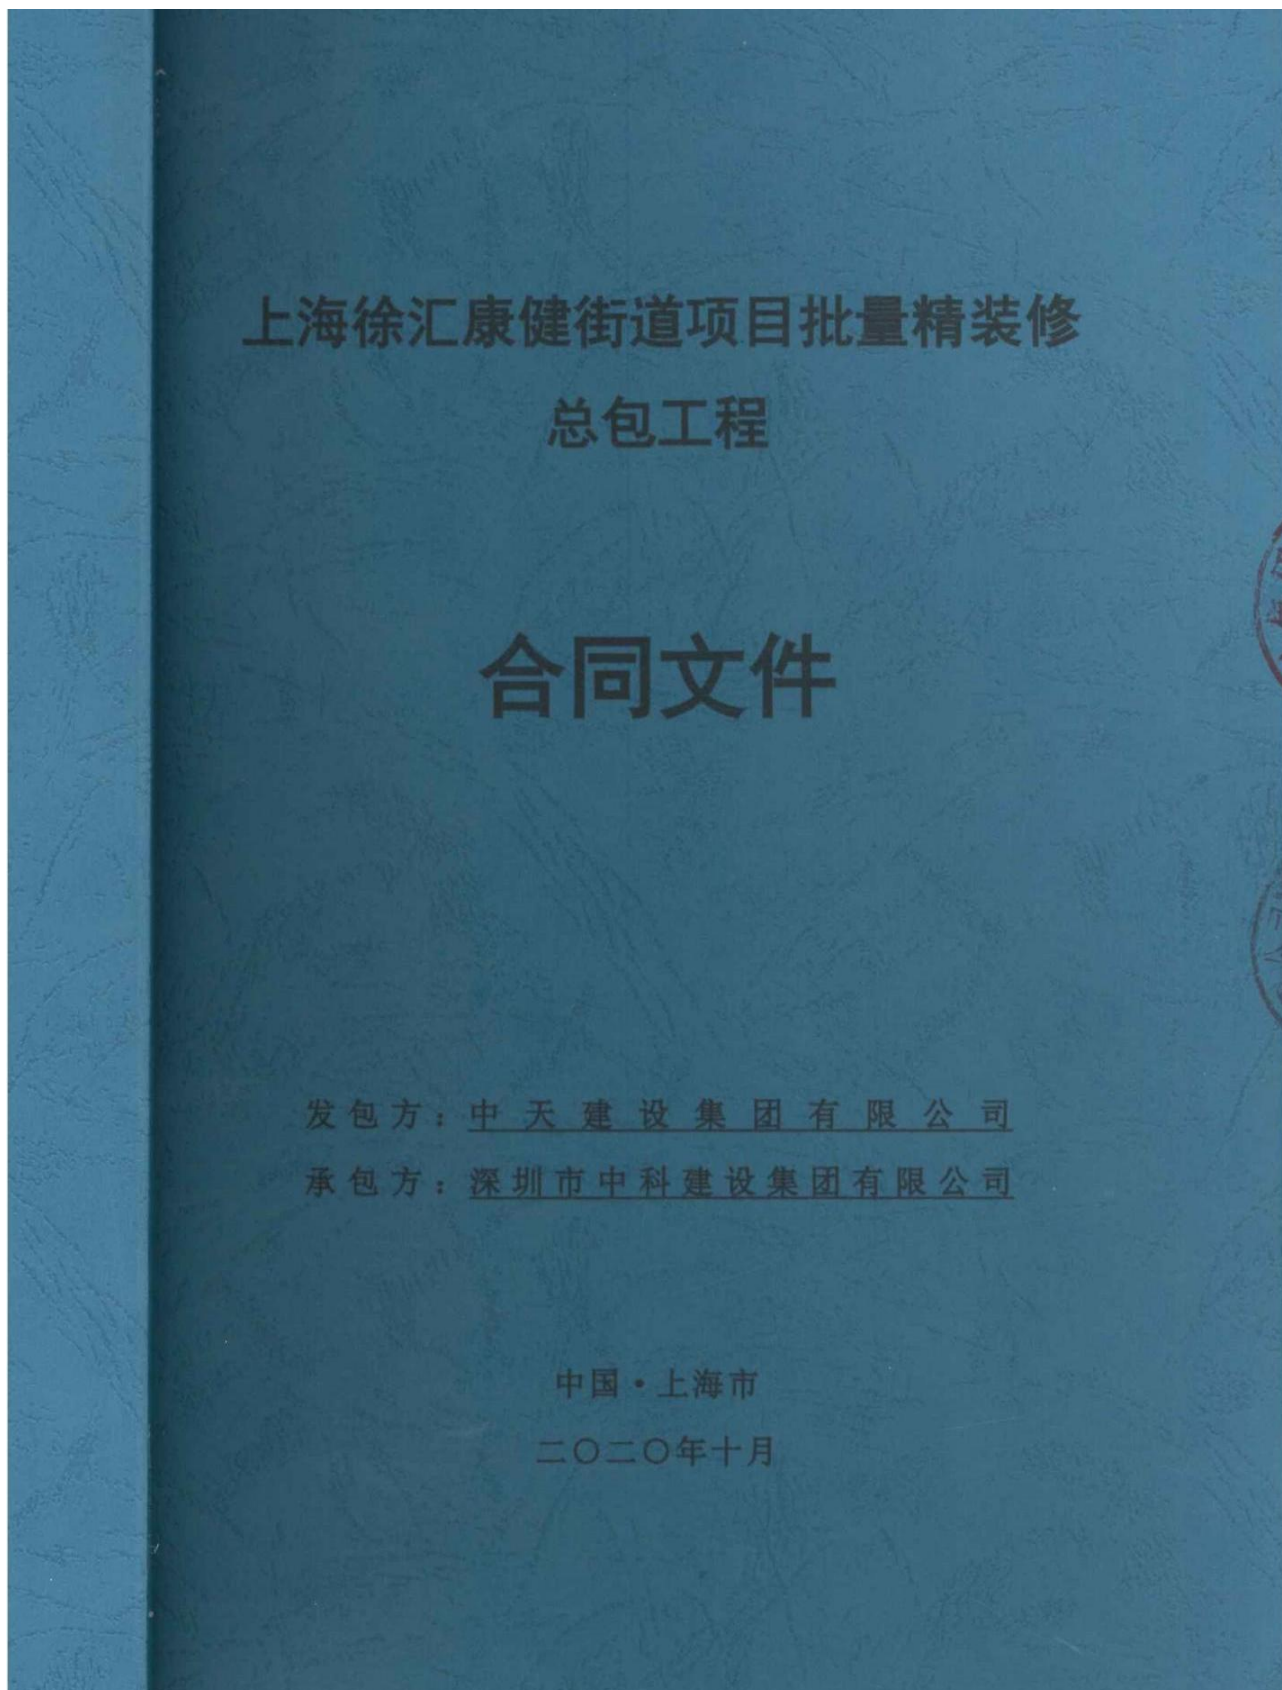 上海徐汇康健街道项目批量精装修
总包工程
合同文件
发包方：中天建设集团有限公司
承包方：深圳市中科建设集团有限公司
中国·上海市
二〇二〇年十月